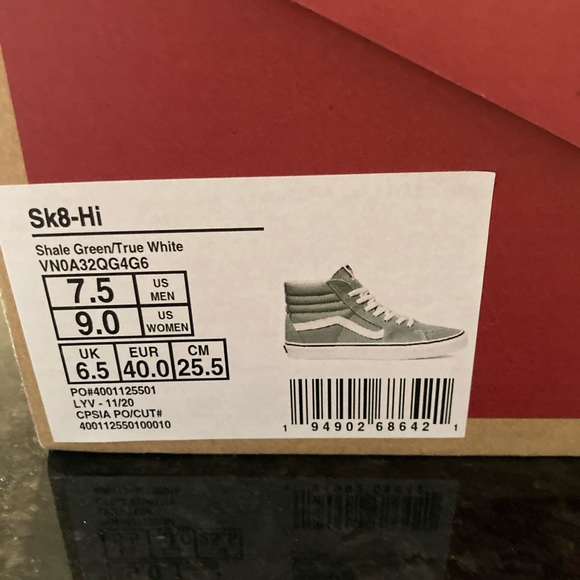 Sk8-Hi
Shale Green/True White
VN0A32QG4G6
7.5 US MEN
9.0 US WOMEN
UK 6.5 EUR 40.0 CM 25.5
PO#4001125501
LYV - 11/20
CPSIA PO/CUT#
400112550100010
1 94902 68642 1